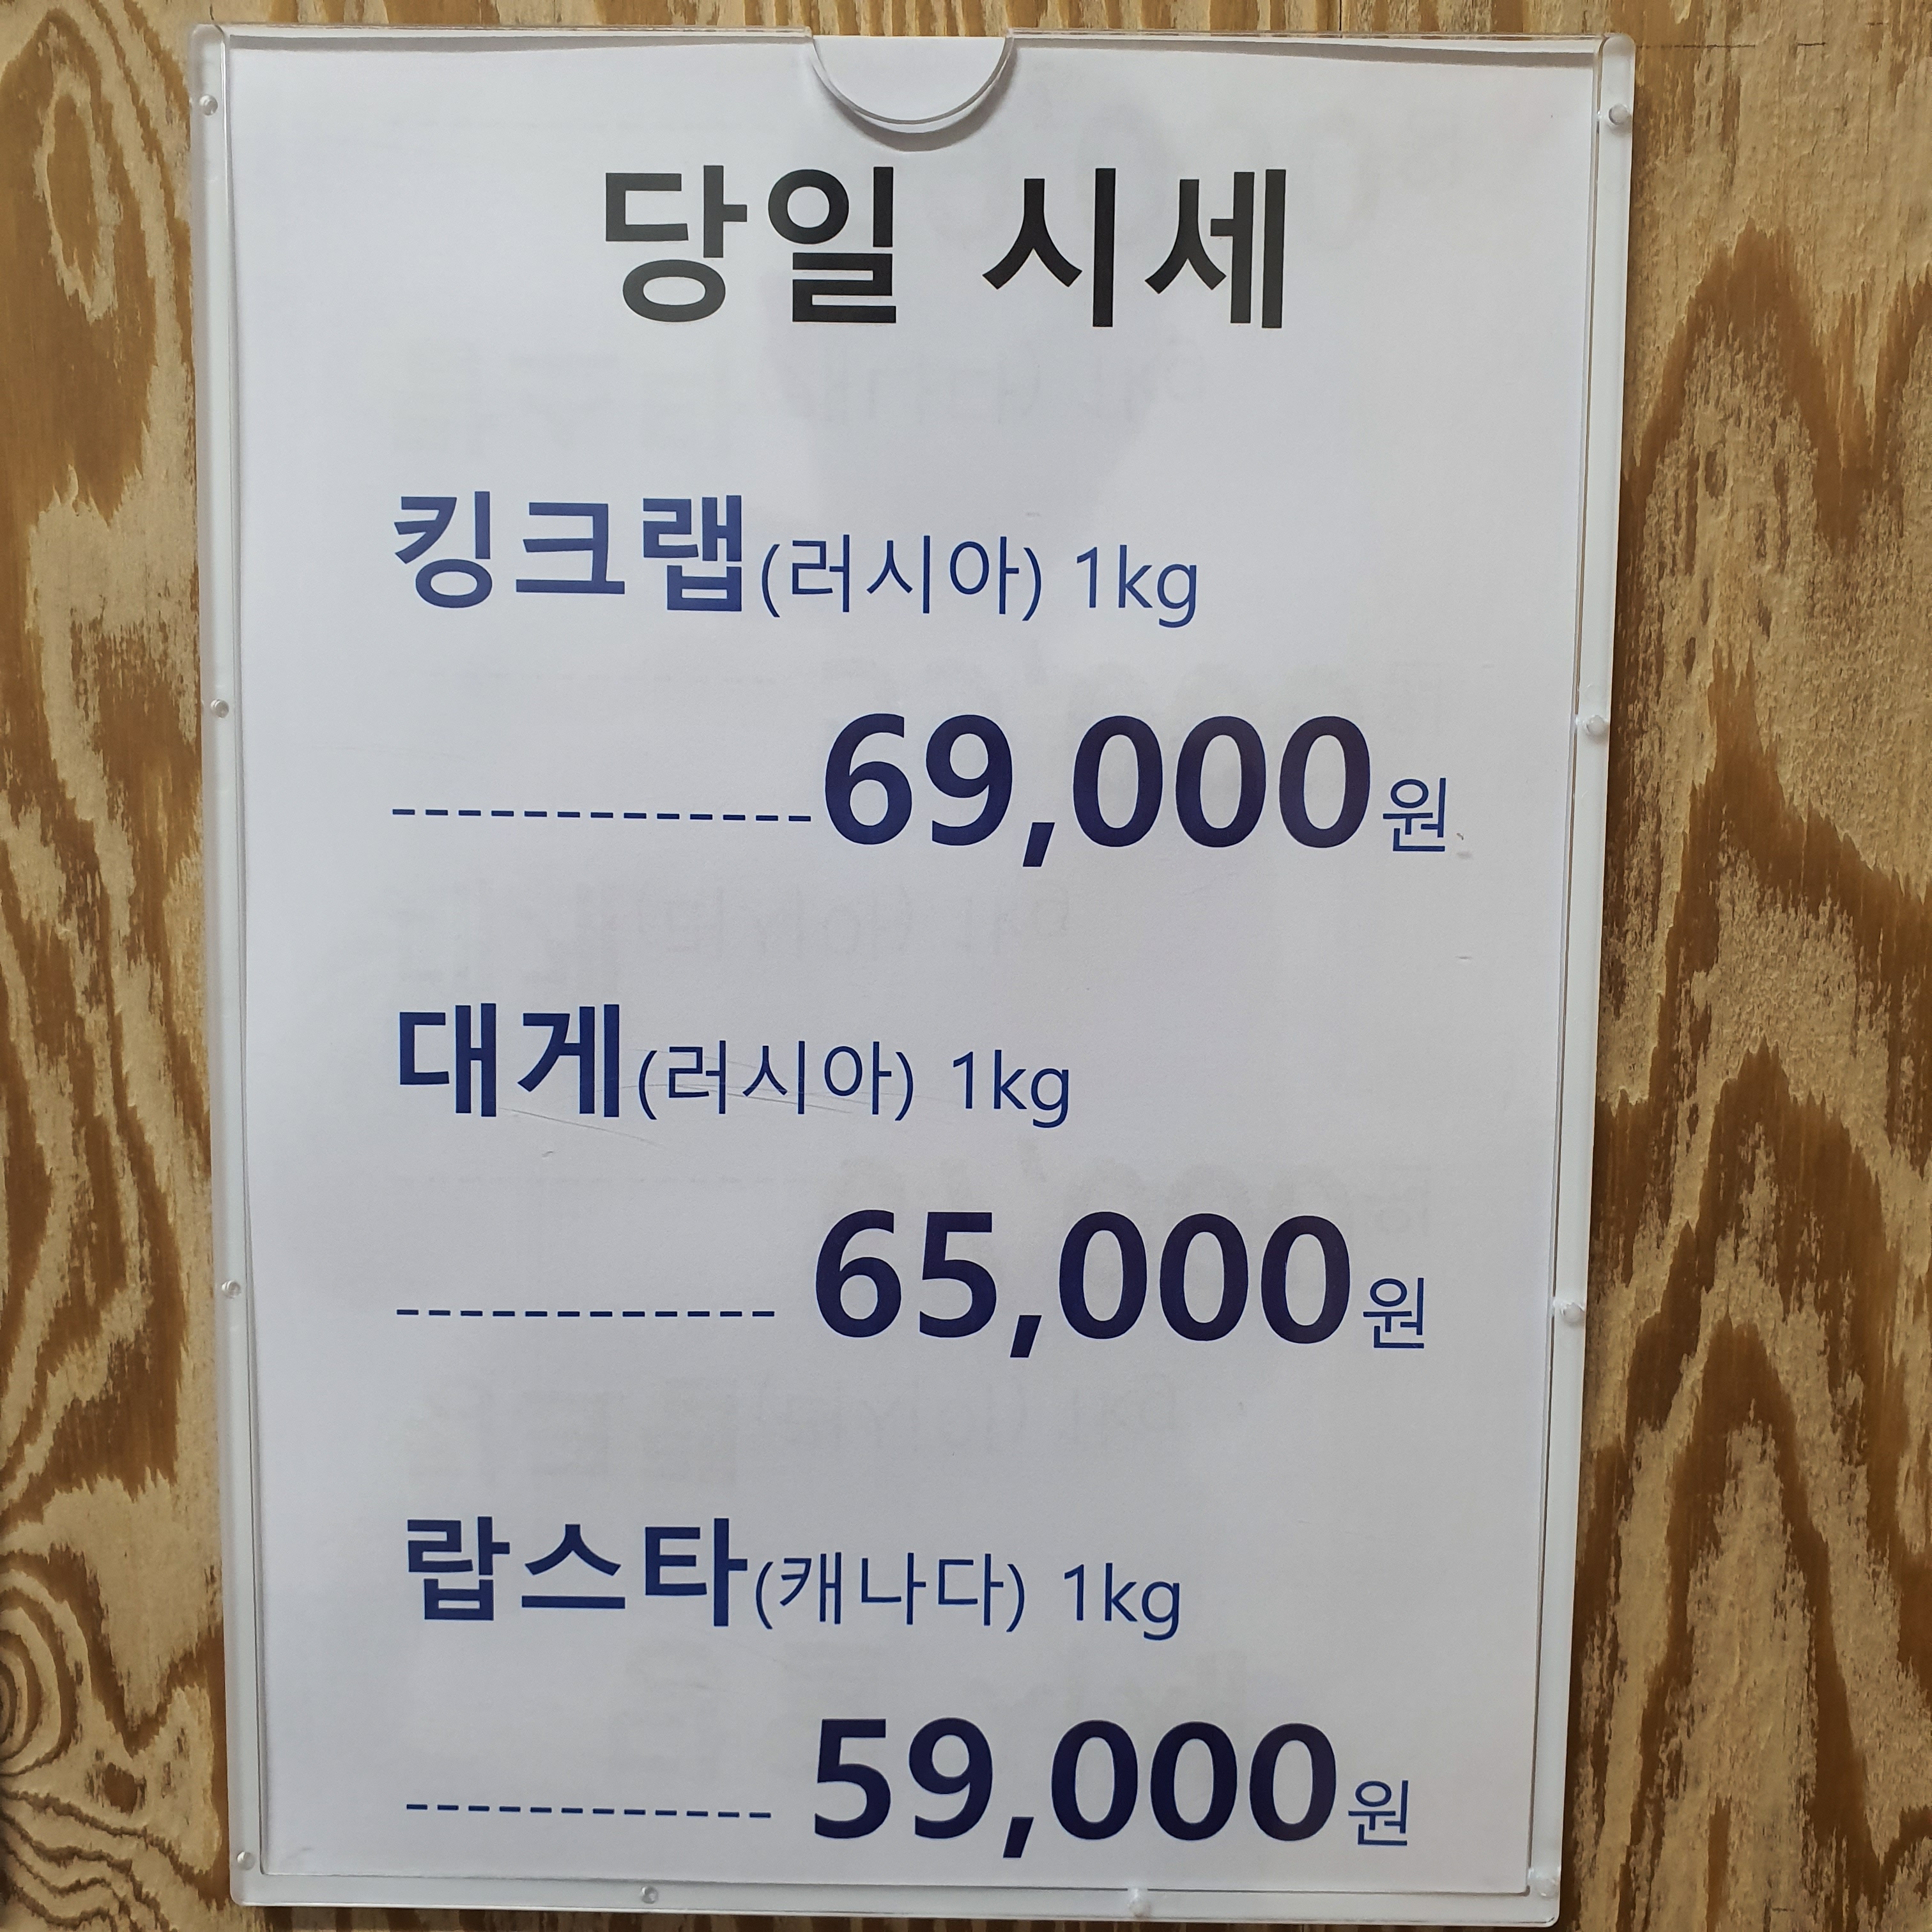 당일 시세
킹크랩(러시아) 1kg
-------------69,000원
대게(러시아) 1kg
------------ 65,000원
랍스타(캐나다) 1kg
------------ 59,000원